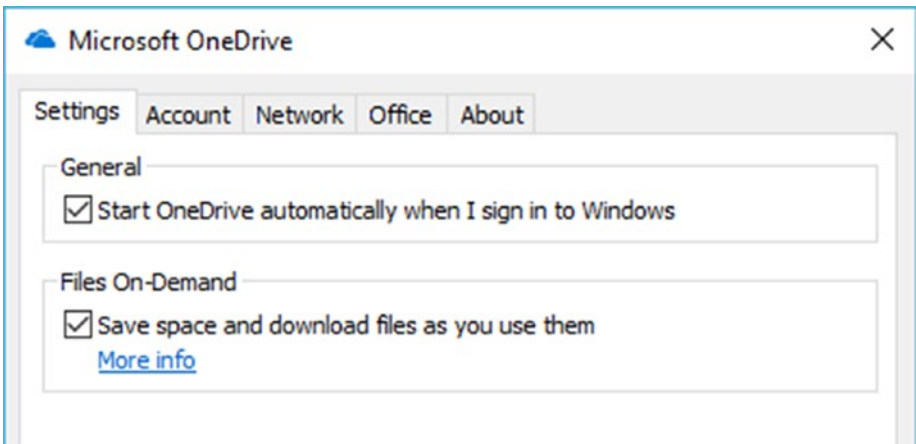 Microsoft OneDrive
Settings Account Network Office About
General
Start OneDrive automatically when I sign in to Windows
Files On-Demand
Save space and download files as you use them
More info